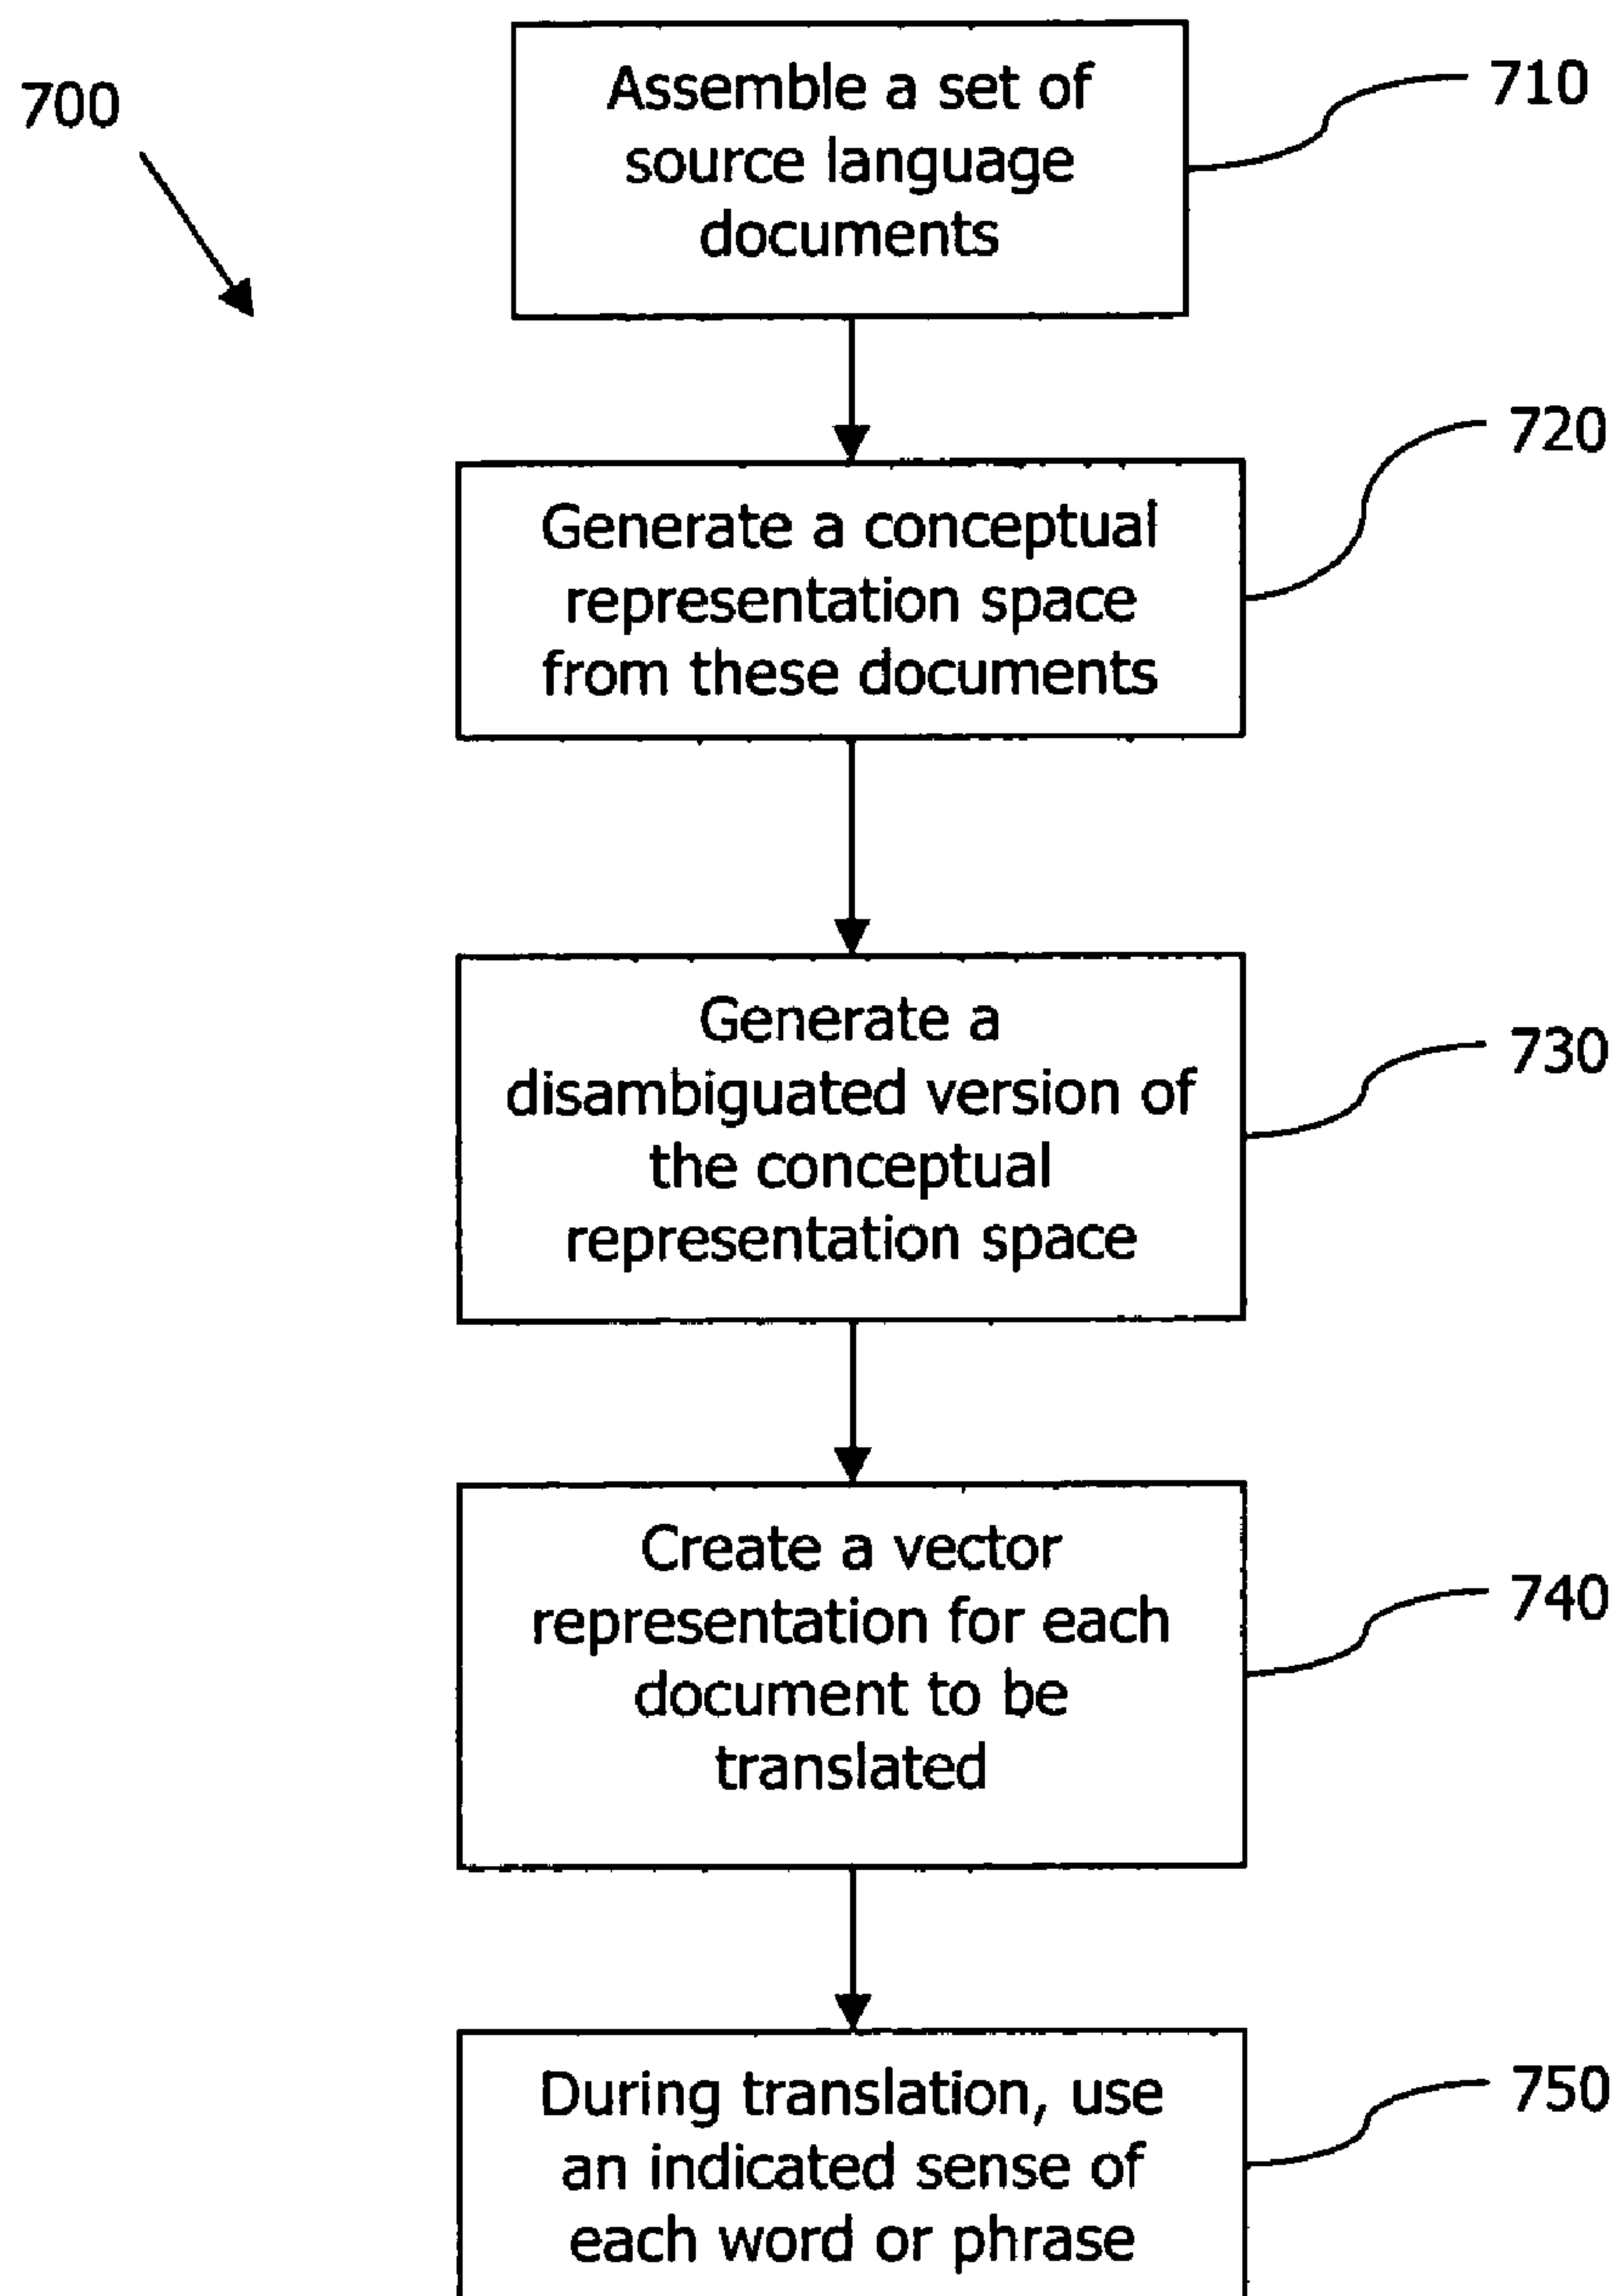 700
Assemble a set of
source language
documents
710
Generate a conceptual
representation space
from these documents
720
Generate a
disambiguated version of
the conceptual
representation space
730
Create a vector
representation for each
document to be
translated
740
During translation, use
an indicated sense of
each word or phrase
750